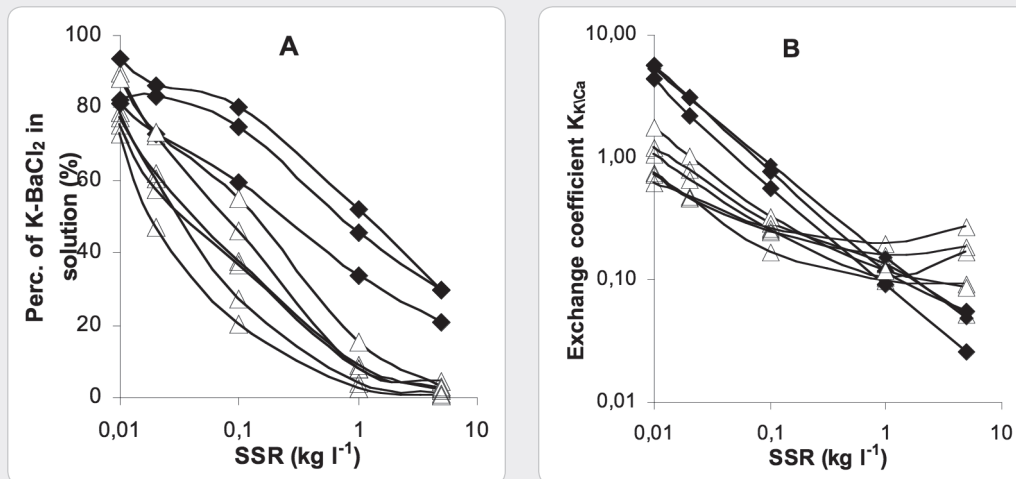 A
Perc. of K-BaCl₂ in
solution (%)
100
80
60
40
20
0
0,01 0,1 1 10
SSR (kg l⁻¹)
B
Exchange coefficient K_K\Ca
10,00
1,00
0,10
0,01
0,01 0,1 1 10
SSR (kg l⁻¹)